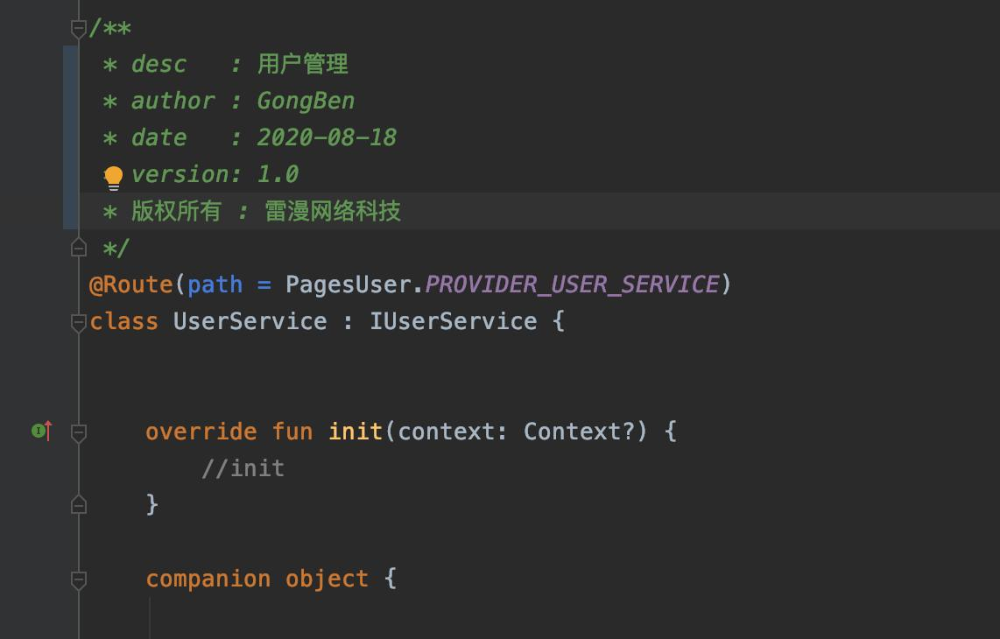 /**
* desc   : 用户管理
* author : GongBen
* date   : 2020-08-18
version: 1.0
* 版权所有 : 雷漫网络科技
*/
@Route(path = PagesUser.PROVIDER_USER_SERVICE)
class UserService : IUserService {
override fun init(context: Context?) {
//init
}
companion object {